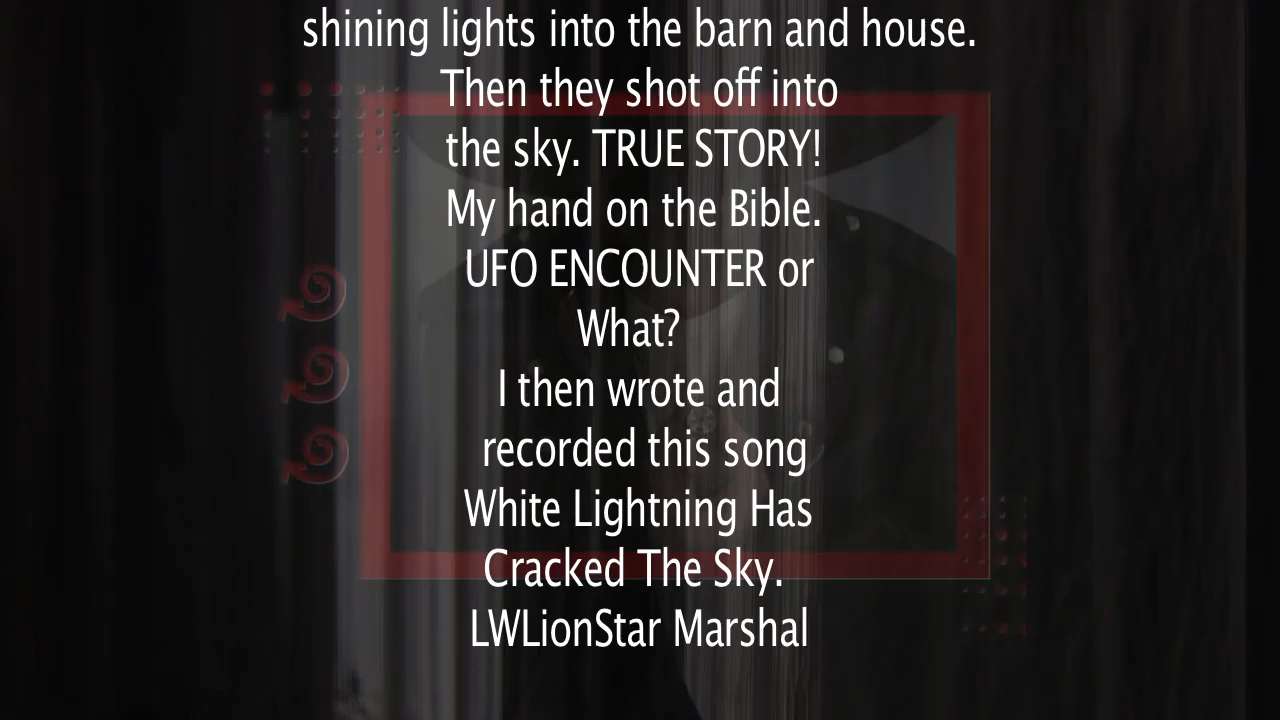 shining lights into the barn and house.
Then they shot off into
the sky. TRUE STORY!
My hand on the Bible.
UFO ENCOUNTER or
What?
I then wrote and
recorded this song
White Lightning Has
Cracked The Sky.
LWLionStar Marshal